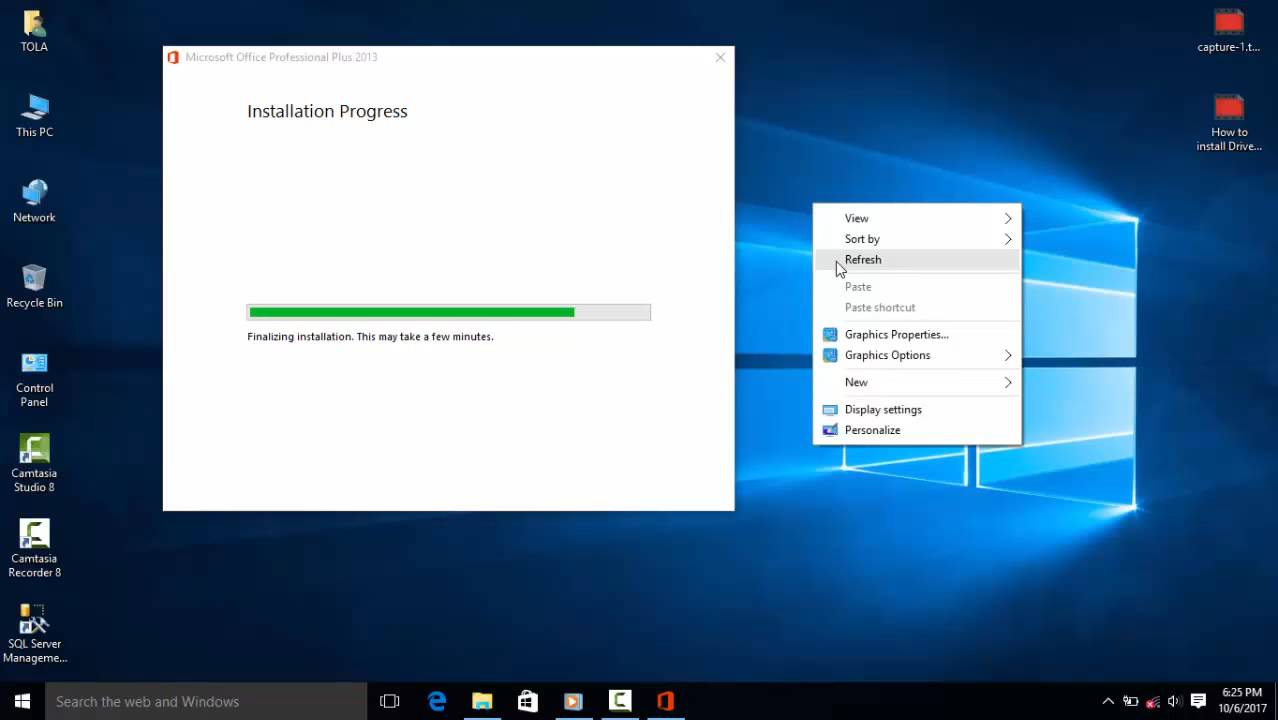 TOLA
This PC
Network
Recycle Bin
Control
Panel
Camtasia
Studio 8
Camtasia
Recorder 8
SQL Server
Manageme...
Microsoft Office Professional Plus 2013
Installation Progress
Finalizing installation. This may take a few minutes.
View
Sort by
Refresh
Paste
Paste shortcut
Graphics Properties...
Graphics Options
New
Display settings
Personalize
capture-1.t...
How to
install Drive...
Search the web and Windows
6:25 PM
10/6/2017